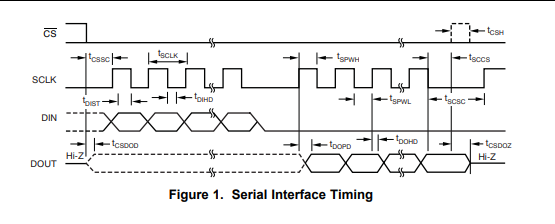 CS
tCSH
tCSSC
tSCLK
tSPWH
tSCCS
SCLK
tDIST
tDIHD
tSPWL
tSCSC
DIN
tCSDOD
tDOPD
tDOHD
tCSDOZ
Hi-Z
Hi-Z
DOUT
Figure 1. Serial Interface Timing